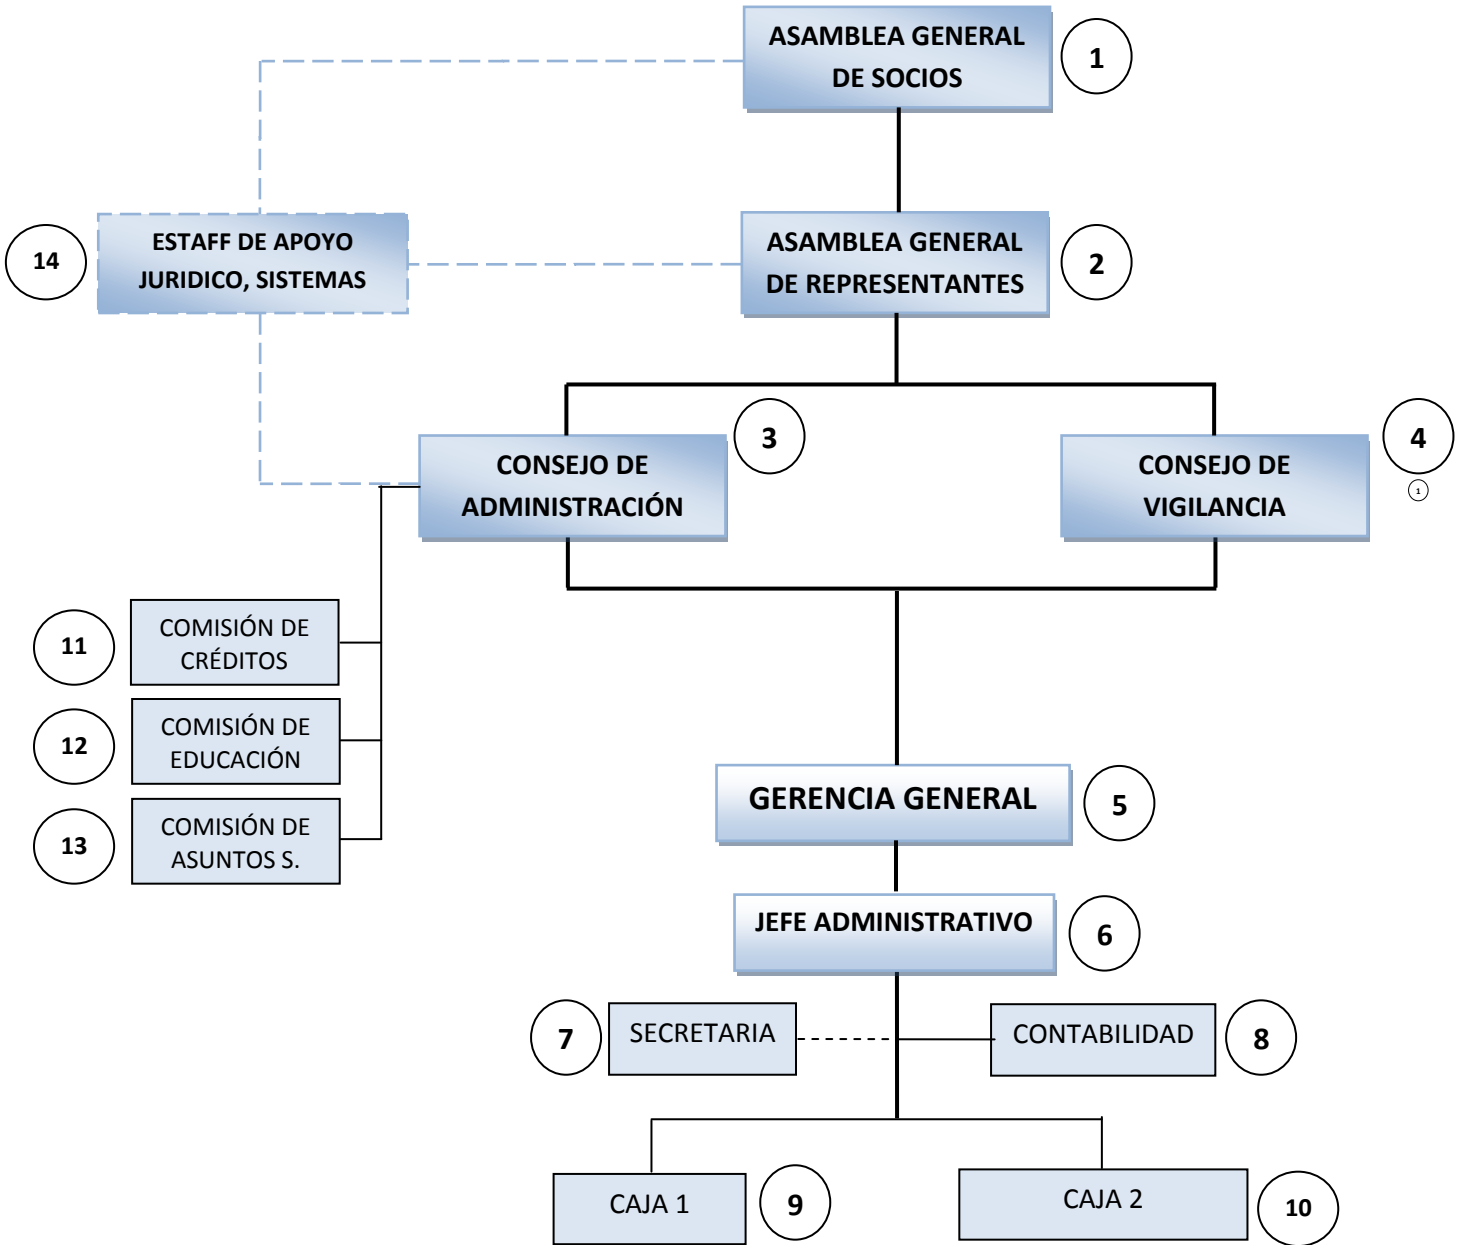 ASAMBLEA GENERAL
DE SOCIOS
1
14
ESTAFF DE APOYO
JURIDICO, SISTEMAS
ASAMBLEA GENERAL
DE REPRESENTANTES
2
CONSEJO DE
ADMINISTRACIÓN
3
CONSEJO DE
VIGILANCIA
4
1
11
COMISIÓN DE
CRÉDITOS
12
COMISIÓN DE
EDUCACIÓN
13
COMISIÓN DE
ASUNTOS S.
GERENCIA GENERAL
5
JEFE ADMINISTRATIVO
6
7
SECRETARIA
CONTABILIDAD
8
CAJA 1
9
CAJA 2
10